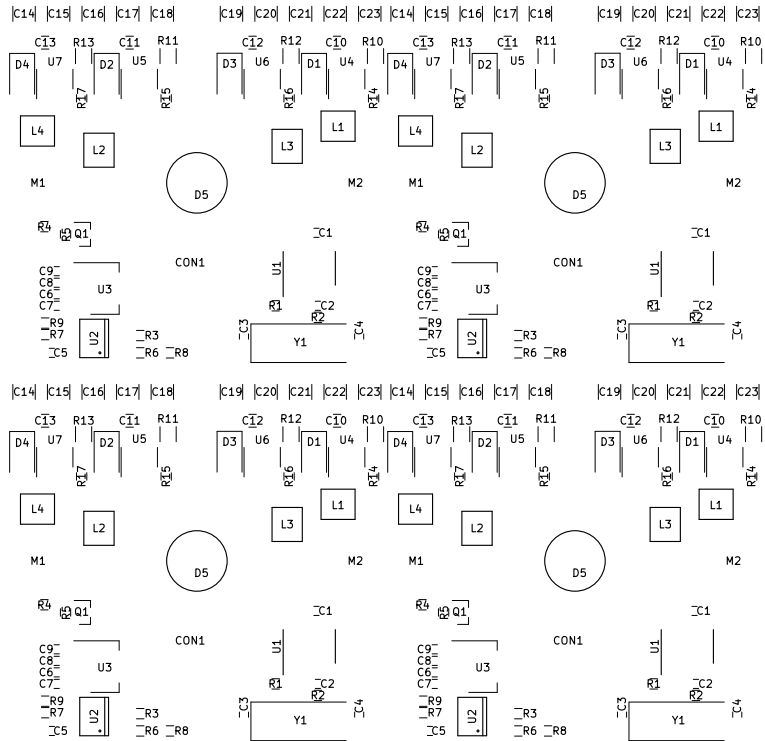 C14 C15 C16 C17 C18 C19 C20 C21 C22 C23 C14 C15 C16 C17 C18 C19 C20 C21 C22 C23
C13 R13 C11 R11 C12 R12 C10 R10 C13 R13 C11 R11 C12 R12 C10 R10
D4 U7 D2 U5 D3 U6 D1 U4 D4 U7 D2 U5 D3 U6 D1 U4
R17 R15 R16 R14 R17 R15 R16 R14
L4 L1 L4 L1
L2 L3 L2 L3
M1 M2 M1 M2
D5 D5
R4 R5 Q1 C1 R4 R5 Q1 C1
CON1 CON1
C9 U1 C9 U1
C8 C8
C6 U3 C6 U3
C7 R1 C2 C7 R1 C2
R2 R2
R9 R9
R7 U2 R3 C3 Y1 C4 R7 U2 R3 C3 Y1 C4
C5 R6 R8 C5 R6 R8
C14 C15 C16 C17 C18 C19 C20 C21 C22 C23 C14 C15 C16 C17 C18 C19 C20 C21 C22 C23
C13 R13 C11 R11 C12 R12 C10 R10 C13 R13 C11 R11 C12 R12 C10 R10
D4 U7 D2 U5 D3 U6 D1 U4 D4 U7 D2 U5 D3 U6 D1 U4
R17 R15 R16 R14 R17 R15 R16 R14
L4 L1 L4 L1
L2 L3 L2 L3
M1 M2 M1 M2
D5 D5
R4 R5 Q1 C1 R4 R5 Q1 C1
CON1 CON1
C9 U1 C9 U1
C8 C8
C6 U3 C6 U3
C7 R1 C2 C7 R1 C2
R2 R2
R9 R9
R7 U2 R3 C3 Y1 C4 R7 U2 R3 C3 Y1 C4
C5 R6 R8 C5 R6 R8